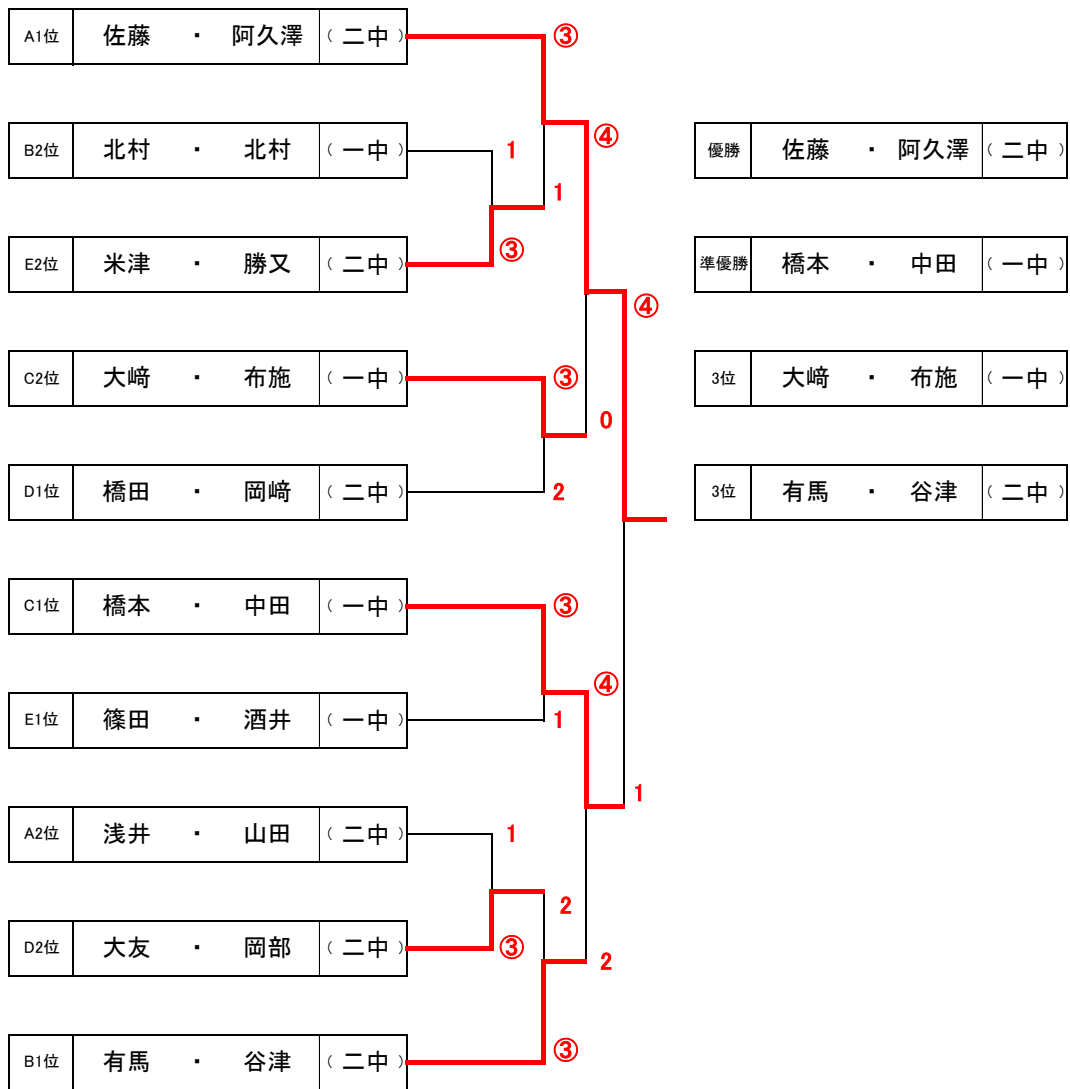 A1位 佐藤 ・ 阿久澤 （ 二中 ） ③
④
B2位 北村 ・ 北村 （ 一中 ） 1
優勝 佐藤 ・ 阿久澤 （ 二中 ）
1
E2位 米津 ・ 勝又 （ 二中 ） ③
準優勝 橋本 ・ 中田 （ 一中 ）
④
C2位 大﨑 ・ 布施 （ 一中 ） ③
3位 大﨑 ・ 布施 （ 一中 ）
0
D1位 橋田 ・ 岡﨑 （ 二中 ） 2
3位 有馬 ・ 谷津 （ 二中 ）
C1位 橋本 ・ 中田 （ 一中 ） ③
④
E1位 篠田 ・ 酒井 （ 一中 ） 1
1
A2位 浅井 ・ 山田 （ 二中 ） 1
2
D2位 大友 ・ 岡部 （ 二中 ） ③
2
B1位 有馬 ・ 谷津 （ 二中 ） ③